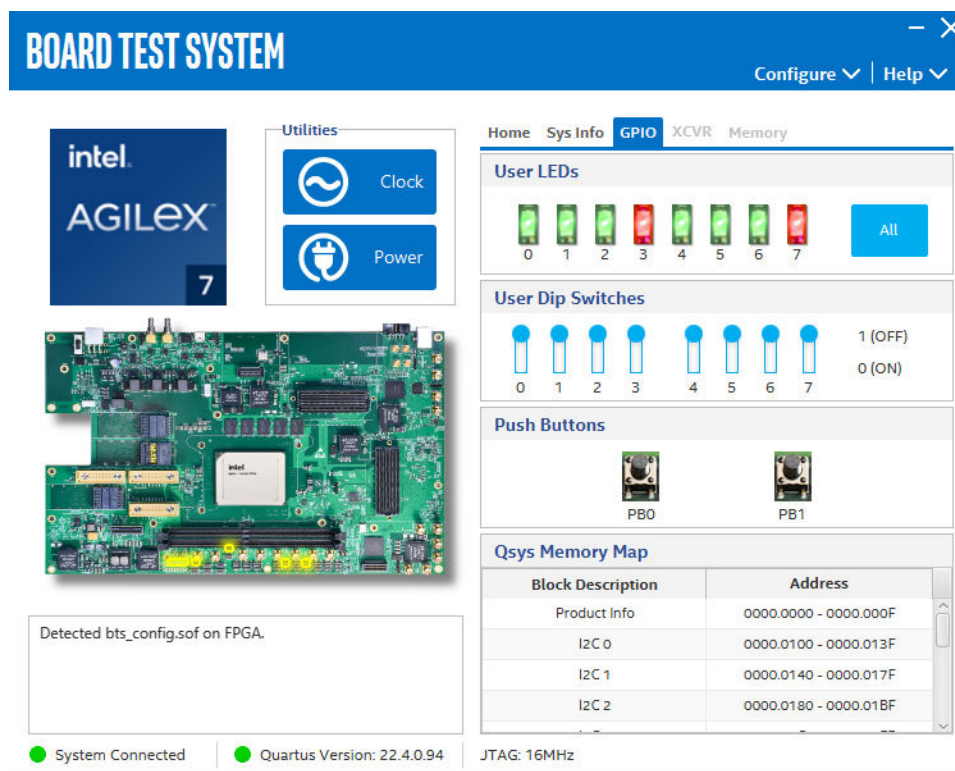 BOARD TEST SYSTEM
Configure Help
intel.
AGILEX
7
Utilities
Clock
Power
Home Sys Info GPIO XCVR Memory
User LEDs
0 1 2 3 4 5 6 7
All
User Dip Switches
1 (OFF)
0 (ON)
0 1 2 3 4 5 6 7
Push Buttons
PB0 PB1
intel
Qsys Memory Map
Block Description Address
Product Info 0000.0000 - 0000.000F
I2C 0 0000.0100 - 0000.013F
I2C 1 0000.0140 - 0000.017F
I2C 2 0000.0180 - 0000.01BF
Detected bts_config.sof on FPGA.
System Connected Quartus Version: 22.4.0.94 JTAG: 16MHz